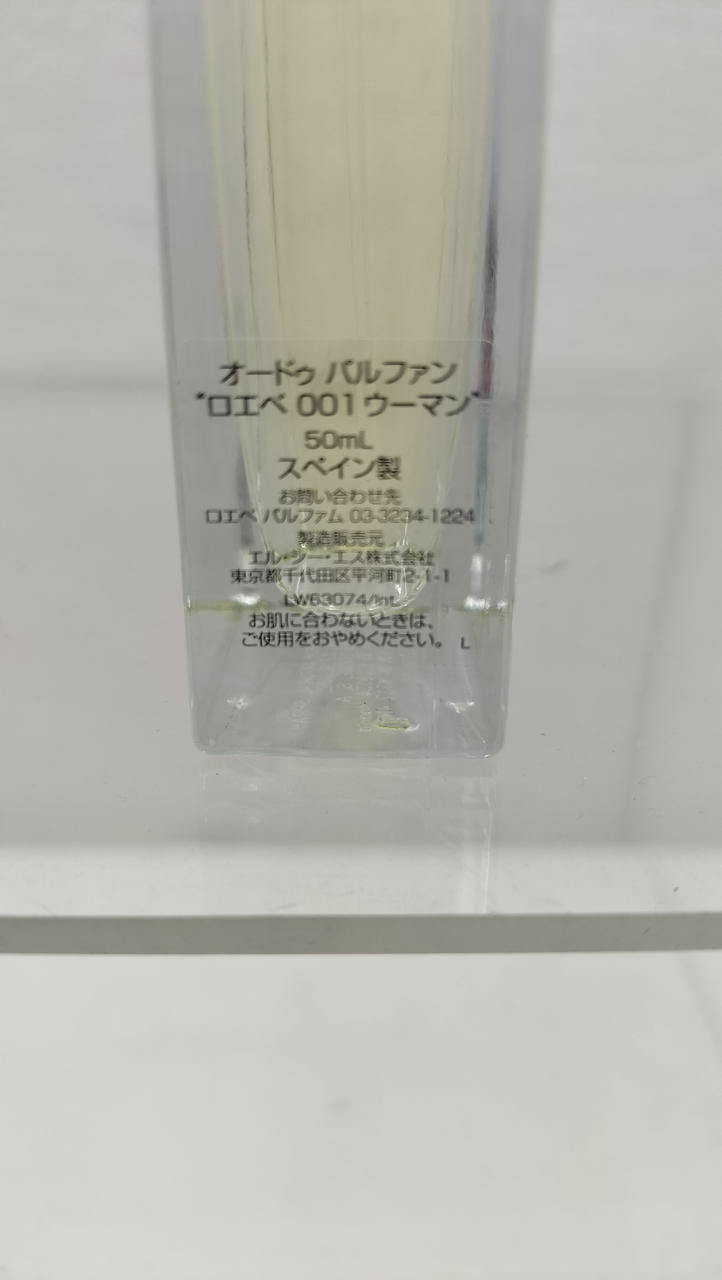 オードゥ パルファン
"ロエベ 001 ウーマン"
50mL
スペイン製
お問い合わせ先
ロエベ パルファム 03-3234-1224
製造販売元
エル・シー・エス株式会社
東京都千代田区平河町2-1-1
LW63074/Int.
お肌に合わないときは、
ご使用をおやめください。 L